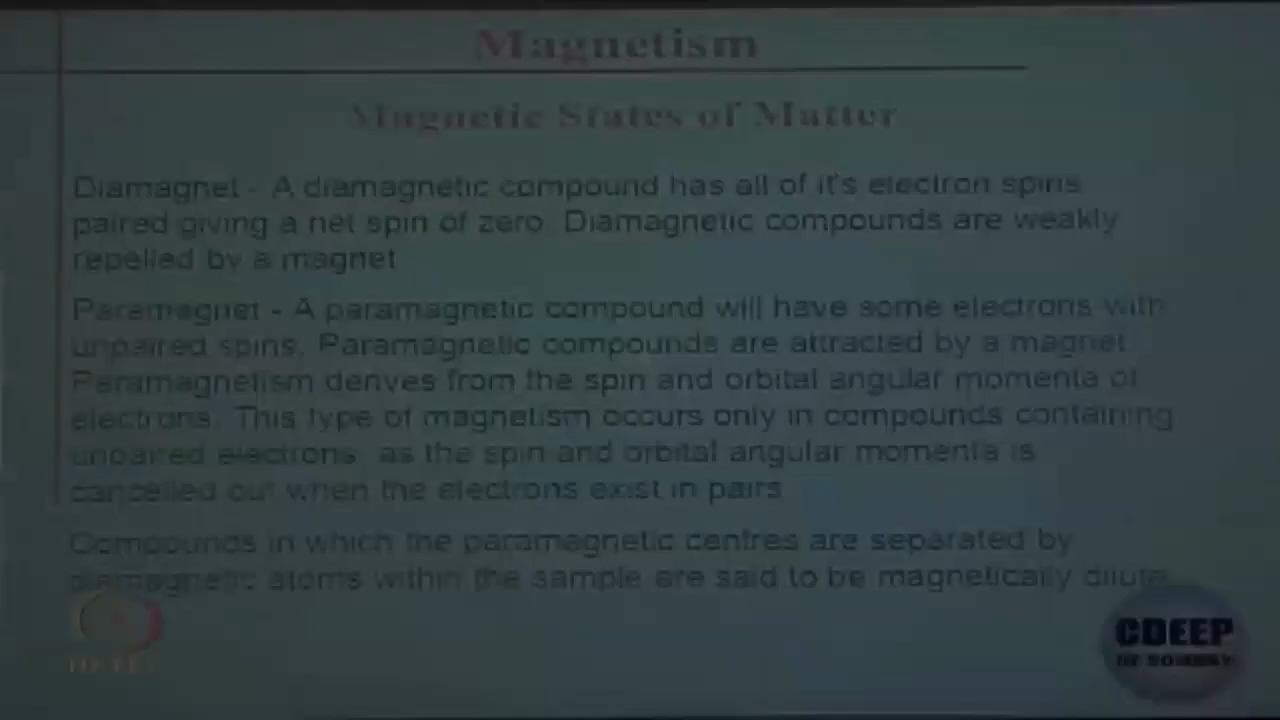 Magnetism
Magnetic States of Matter
Diamagnet - A diamagnetic compound has all of it's electron spins
paired giving a net spin of zero. Diamagnetic compounds are weakly
repelled by a magnet.
Paramagnet - A paramagnetic compound will have some electrons with
unpaired spins. Paramagnetic compounds are attracted by a magnet.
Paramagnetism derives from the spin and orbital angular momenta of
electrons. This type of magnetism occurs only in compounds containing
unpaired electrons, as the spin and orbital angular momenta is
cancelled out when the electrons exist in pairs.
Compounds in which the paramagnetic centres are separated by
diamagnetic atoms within the sample are said to be magnetically dilute.
CDEEP
IIT BOMBAY